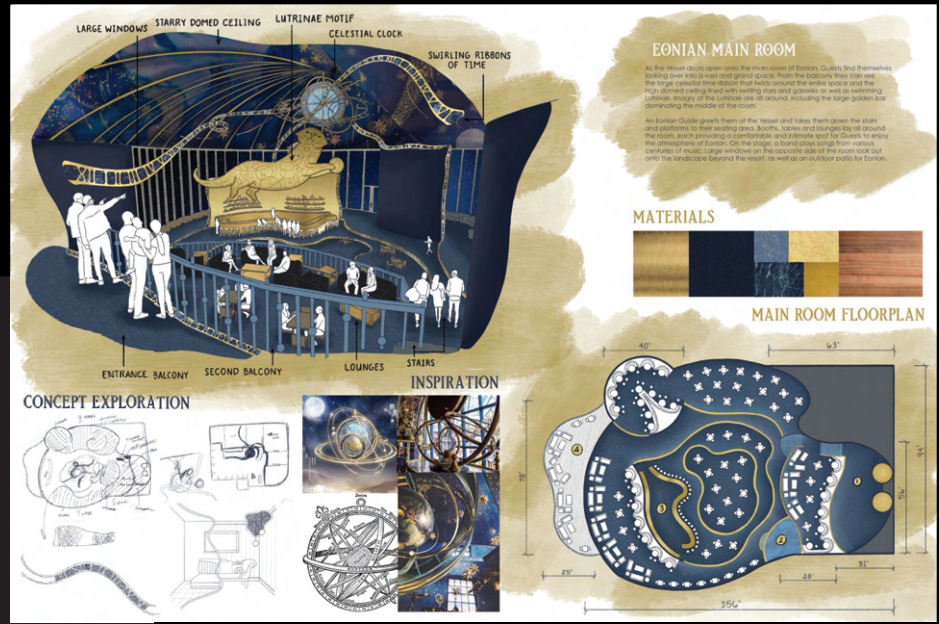 LARGE WINDOWS
STARRY DOMED CEILING
LUTRINAE MOTIF
CELESTIAL CLOCK
SWIRLING RIBBONS
OF TIME
ENTRANCE BALCONY
SECOND BALCONY
LOUNGES
STAIRS
EONIAN MAIN ROOM
As the Vessel doors open onto the main room of Eonian, Guests find themselves
looking over into a vast and grand space. From the balcony they can see
the large celestial time ribbon that twists around the entire space and the
high domed ceiling lined with swirling stars and galaxies as well as swimming
Lutrinae. Imagry of the Lutrinae are all around, including the large golden bar
dominating the middle of the room.
An Eonian Guide greets them at the Vessel and takes them down the stairs
and platforms to their seating area. Booths, tables and lounges lay all around
the room, each providing a comfortable and intimate spot for Guests to enjoy
the atmosphere of Eonian. On the stage, a band plays songs from various
centuries of music. Large windows on the opposite side of the room look out
onto the landscape beyond the resort, as well as an outdoor patio for Eonian.
MATERIALS
MAIN ROOM FLOORPLAN
40'
63'
78'
94'
56'
4
3
2
1
25'
28'
31'
156'
CONCEPT EXPLORATION
INSPIRATION